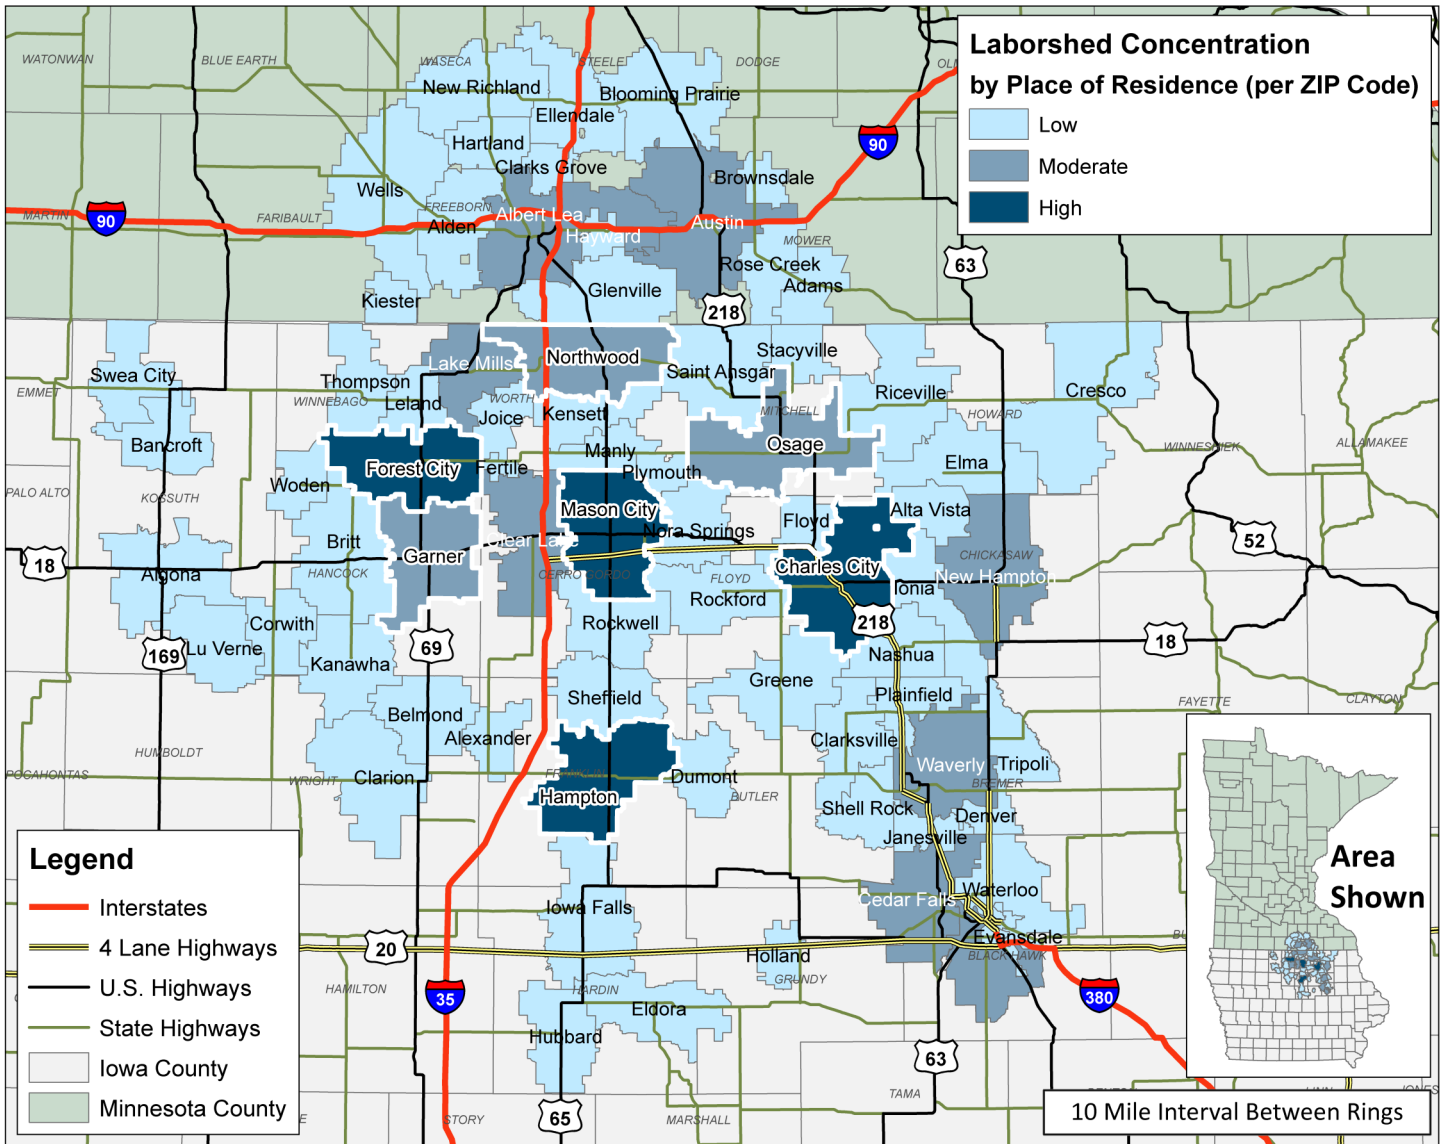 WATONWAN
BLUE EARTH
WASECA
STEELE
DODGE
New Richland
Blooming Prairie
Ellendale
Hartland
Clarks Grove
Wells
Brownsdale
FREEBORN
MARTIN
FARIBAULT
Alden
Albert Lea
Hayward
Austin
MOWER
90
90
Rose Creek
Adams
Kiester
Glenville
218
63
Laborshed Concentration
by Place of Residence (per ZIP Code)
Low
Moderate
High
Swea City
EMMET
Thompson
WINNEBAGO
Leland
Lake Mills
Northwood
WORTH
Joice
Kensett
Saint Ansgar
Stacyville
MITCHELL
Riceville
HOWARD
Cresco
Bancroft
Osage
WINNESHIEK
ALLAMAKEE
Forest City
Fertile
Manly
Plymouth
Elma
Woden
PALO ALTO
KOSSUTH
Mason City
Nora Springs
Floyd
Alta Vista
Britt
Garner
Clear Lake
52
18
Algona
HANCOCK
CERRO GORDO
FLOYD
Charles City
CHICKASAW
New Hampton
Ionia
Rockford
Rockwell
218
Corwith
Lu Verne
169
69
18
Kanawha
Nashua
Greene
Plainfield
Sheffield
FAYETTE
CLAYTON
Belmond
Alexander
Clarksville
HUMBOLDT
POCAHONTAS
WRIGHT
Clarion
FRANKLIN
Hampton
Dumont
BUTLER
Waverly
Tripoli
BREMER
Shell Rock
Denver
Janesville
Cedar Falls
Waterloo
Evansdale
BLACK HAWK
Iowa Falls
20
Holland
GRUNDY
HAMILTON
HARDIN
35
Eldora
Hubbard
380
63
65
TAMA
STORY
MARSHALL
Legend
Interstates
4 Lane Highways
U.S. Highways
State Highways
Iowa County
Minnesota County
Area
Shown
10 Mile Interval Between Rings